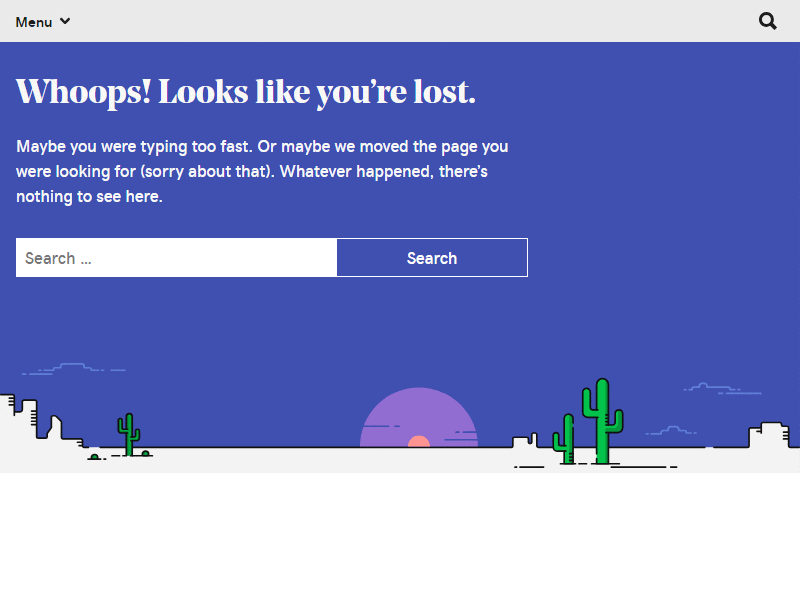 Menu
Whoops! Looks like you’re lost.
Maybe you were typing too fast. Or maybe we moved the page you
were looking for (sorry about that). Whatever happened, there’s
nothing to see here.
Search ...
Search